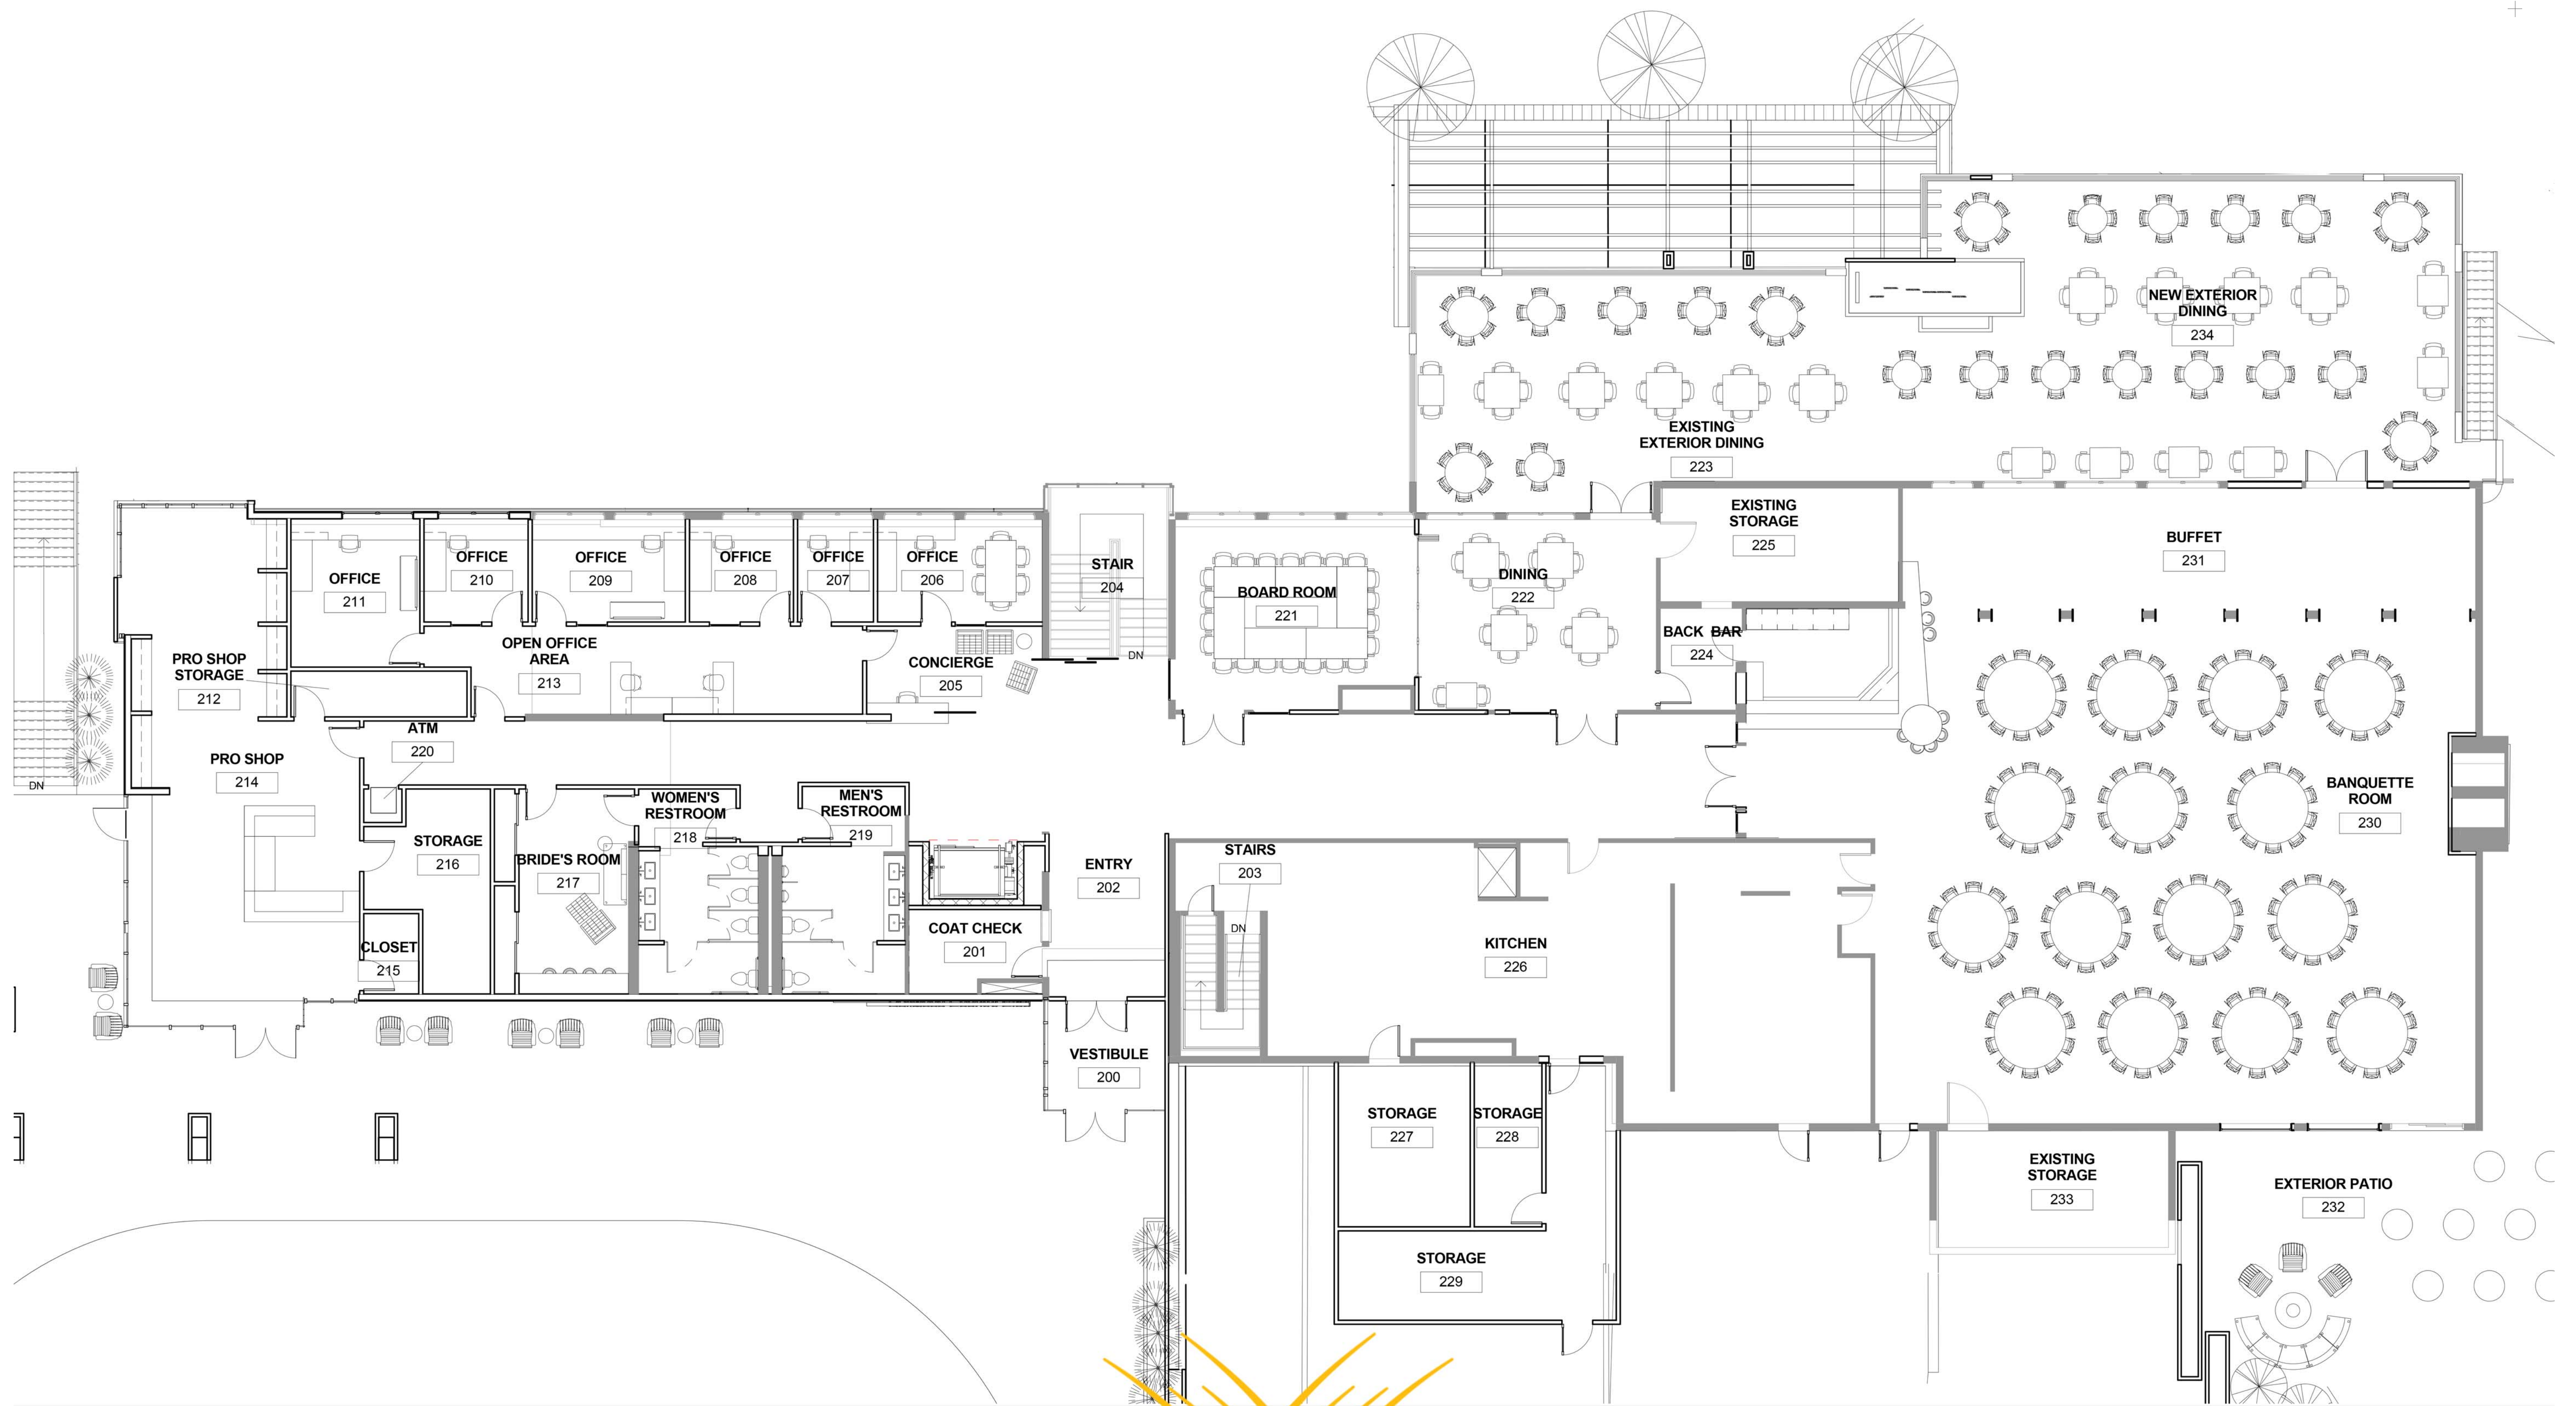 NEW EXTERIOR
DINING
234
EXISTING
EXTERIOR DINING
223
EXISTING
STORAGE
225
BUFFET
231
OFFICE
211
OFFICE
210
OFFICE
209
OFFICE
208
OFFICE
207
OFFICE
206
STAIR
204
DN
BOARD ROOM
221
DINING
222
BACK BAR
224
OPEN OFFICE
AREA
213
CONCIERGE
205
PRO SHOP
STORAGE
212
ATM
220
PRO SHOP
214
DN
BANQUETTE
ROOM
230
WOMEN'S
RESTROOM
218
MEN'S
RESTROOM
219
STORAGE
216
BRIDE'S ROOM
217
ENTRY
202
STAIRS
203
DN
COAT CHECK
201
KITCHEN
226
CLOSET
215
VESTIBULE
200
STORAGE
227
STORAGE
228
STORAGE
229
EXISTING
STORAGE
233
EXTERIOR PATIO
232